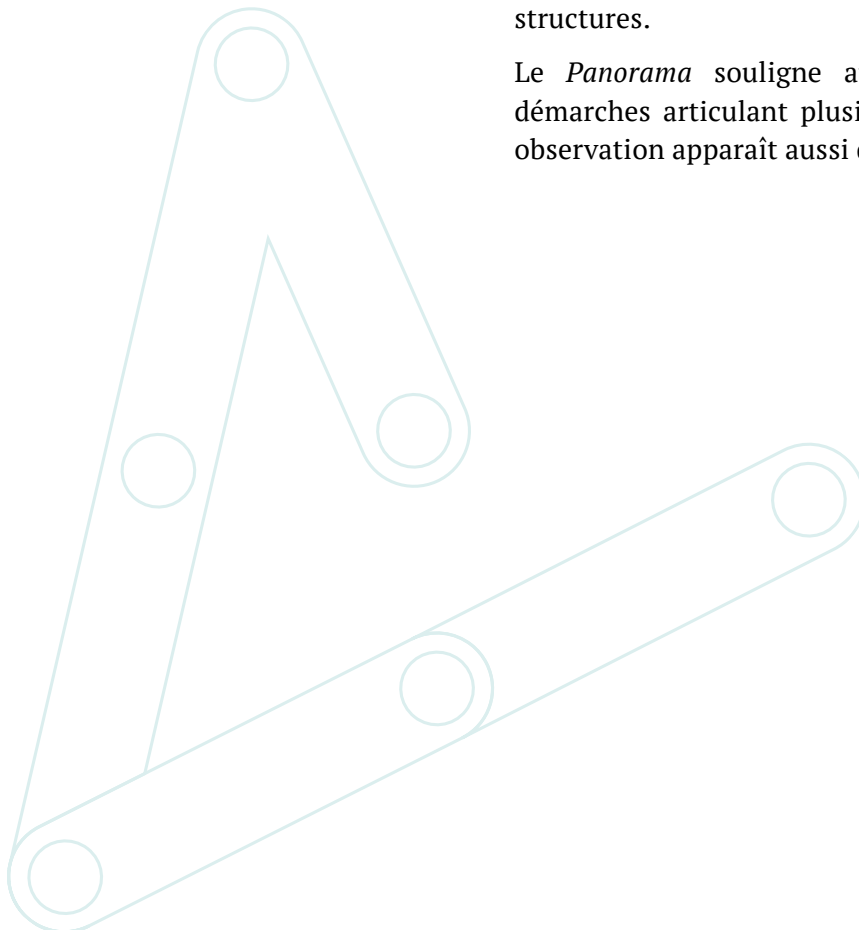 structures.
Le Panorama souligne
démarches articulant
observation apparaît aussi